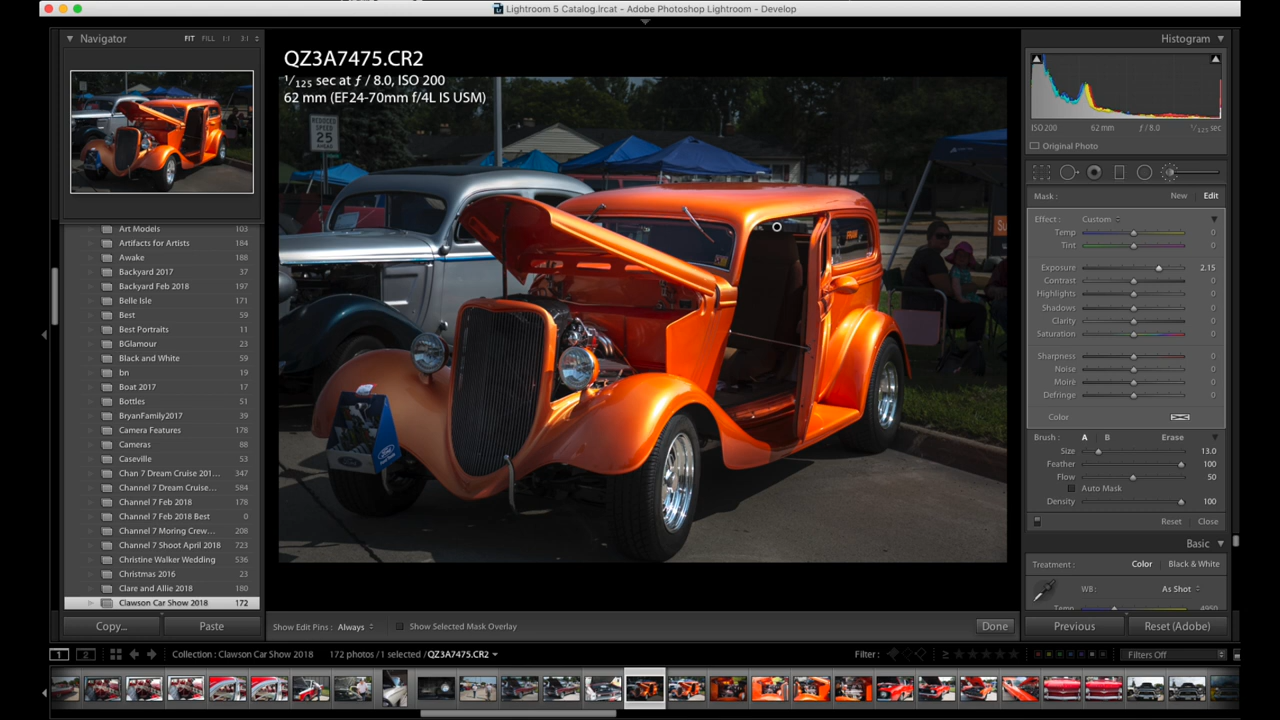 Lightroom 5 Catalog.lrcat - Adobe Photoshop Lightroom - Develop
Navigator
FIT FILL 1:1 3:1
Art Models 103
Artifacts for Artists 184
Awake 188
Backyard 2017 37
Backyard Feb 2018 197
Belle Isle 171
Best 59
Best Portraits 11
BGlamour 23
Black and White 359
bn 19
Boat 2017 37
Bottles 51
BryanFamily2017 39
Camera Features 178
Cameras 88
Caseville 53
Chan 7 Dream Cruise 201... 347
Channel 7 Dream Cruise... 584
Channel 7 Feb 2018 178
Channel 7 Feb 2018 Best 0
Channel 7 Moring Crew... 208
Channel 7 Shoot April 2018 723
Christine Walker Wedding 536
Christmas 2016 23
Clare and Allie 2018 180
Clawson Car Show 2018 172
Copy... Paste
QZ3A7475.CR2
1/125 sec at ƒ / 8.0, ISO 200
62 mm (EF24-70mm f/4L IS USM)
REDUCED
SPEED
25
AHEAD
Ford
Show Edit Pins : Always Show Selected Mask Overlay Done
Histogram
ISO 200 62 mm ƒ / 8.0 1/125 sec
Original Photo
Mask : New Edit
Effect : Custom
Temp 0
Tint 0
Exposure 2.15
Contrast 0
Highlights 0
Shadows 0
Clarity 0
Saturation 0
Sharpness 0
Noise 0
Moiré 0
Defringe 0
Color
Brush : A B Erase
Size 13.0
Feather 100
Flow 50
Auto Mask
Density 100
Reset Close
Basic
Treatment : Color Black & White
WB : As Shot
Temp 4950
Previous Reset (Adobe)
1 2 Collection : Clawson Car Show 2018 172 photos / 1 selected / QZ3A7475.CR2 Filter : Filters Off